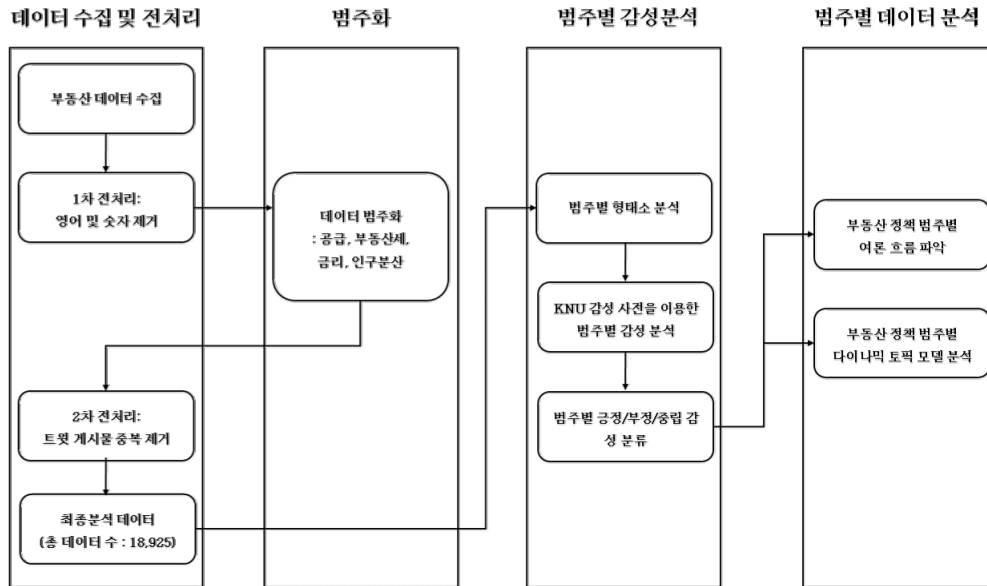 데이터 수집 및 전처리
범주화
범주별 감성분석
범주별 데이터 분석
부동산 데이터 수집
1차 전처리:
영어 및 숫자 제거
데이터 범주화
: 공급, 부동산세,
금리, 인구분산
2차 전처리:
트윗 게시물 중복 제거
최종분석 데이터
(총 데이터 수 : 18,925)
범주별 형태소 분석
KNU 감성 사전을 이용한
범주별 감성 분석
범주별 긍정/부정/중립 감
성 분류
부동산 정책 범주별
여론 흐름 파악
부동산 정책 범주별
다이나믹 토픽 모델 분석